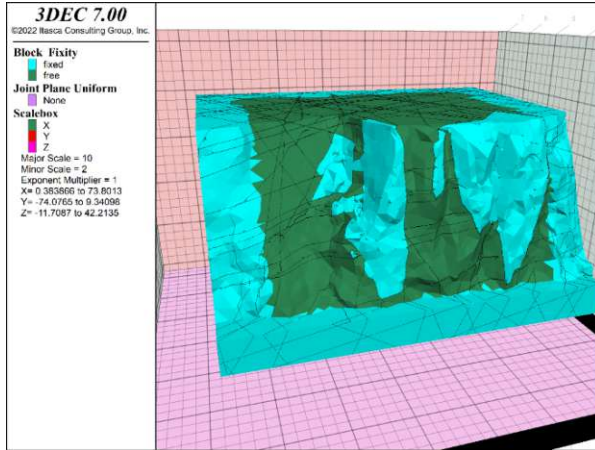 3DEC 7.00
©2022 Itasca Consulting Group, Inc.
Block Fixity
fixed
free
Joint Plane Uniform
None
Scalebox
X
Y
Z
Major Scale = 10
Minor Scale = 2
Exponent Multiplier = 1
X= 0.383866 to 73.8013
Y= -74.0765 to 9.34098
Z= -11.7087 to 42.2135